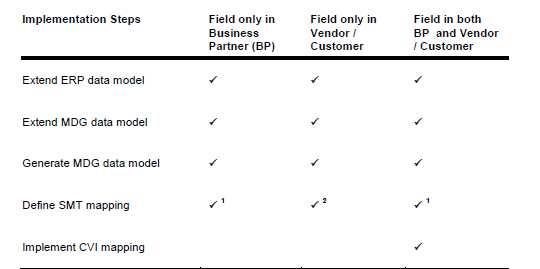 Implementation Steps Field only in Field only in Field in both
Business Vendor / BP and Vendor
Partner (BP) Customer / Customer
Extend ERP data model ✓ ✓ ✓
Extend MDG data model ✓ ✓ ✓
Generate MDG data model ✓ ✓ ✓
Define SMT mapping ✓ 1 ✓ 2 ✓ 1
Implement CVI mapping ✓